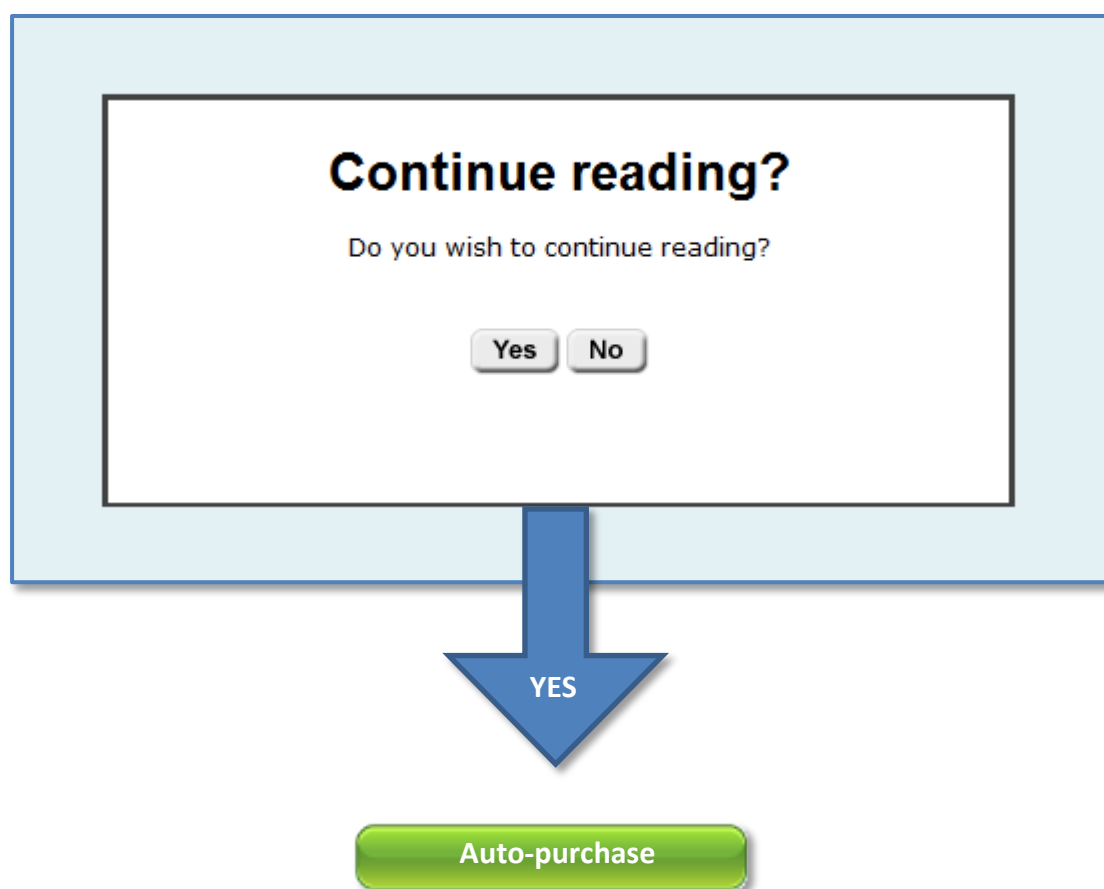 Continue reading?
Do you wish to continue reading?
Yes No
YES
Auto-purchase